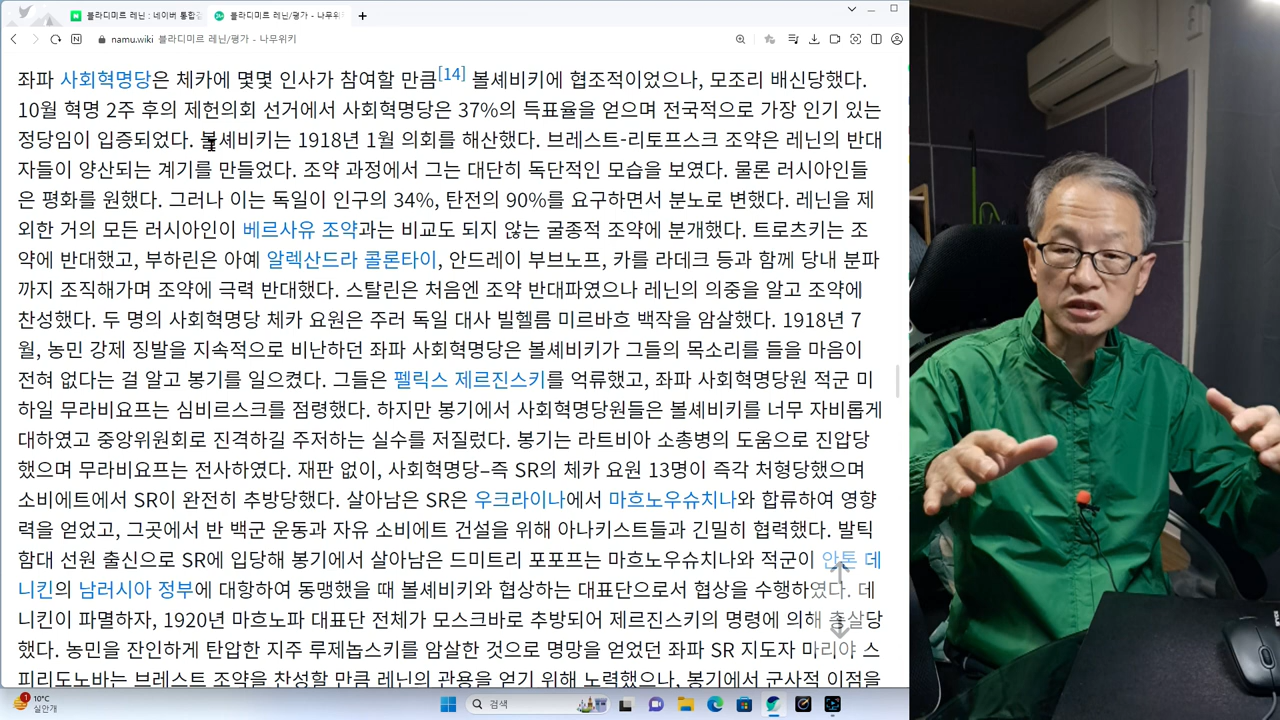 블라디미르 레닌 : 네이버 통합검
블라디미르 레닌/평가 - 나무위키
namu.wiki 블라디미르 레닌/평가 - 나무위키
좌파 사회혁명당은 체카에 몇몇 인사가 참여할 만큼[14] 볼셰비키에 협조적이었으나, 모조리 배신당했다.
10월 혁명 2주 후의 제헌의회 선거에서 사회혁명당은 37%의 득표율을 얻으며 전국적으로 가장 인기 있는
정당임이 입증되었다. 볼셰비키는 1918년 1월 의회를 해산했다. 브레스트-리토프스크 조약은 레닌의 반대
자들이 양산되는 계기를 만들었다. 조약 과정에서 그는 대단히 독단적인 모습을 보였다. 물론 러시아인들
은 평화를 원했다. 그러나 이는 독일이 인구의 34%, 탄전의 90%를 요구하면서 분노로 변했다. 레닌을 제
외한 거의 모든 러시아인이 베르사유 조약과는 비교도 되지 않는 굴종적 조약에 분개했다. 트로츠키는 조
약에 반대했고, 부하린은 아예 알렉산드라 콜론타이, 안드레이 부브노프, 카를 라데크 등과 함께 당내 분파
까지 조직해가며 조약에 극력 반대했다. 스탈린은 처음엔 조약 반대파였으나 레닌의 의중을 알고 조약에
찬성했다. 두 명의 사회혁명당 체카 요원은 주러 독일 대사 빌헬름 미르바흐 백작을 암살했다. 1918년 7
월, 농민 강제 징발을 지속적으로 비난하던 좌파 사회혁명당은 볼셰비키가 그들의 목소리를 들을 마음이
전혀 없다는 걸 알고 봉기를 일으켰다. 그들은 펠릭스 제르진스키를 억류했고, 좌파 사회혁명당원 적군 미
하일 무라비요프는 심비르스크를 점령했다. 하지만 봉기에서 사회혁명당원들은 볼셰비키를 너무 자비롭게
대하였고 중앙위원회로 진격하길 주저하는 실수를 저질렀다. 봉기는 라트비아 소총병의 도움으로 진압당
했으며 무라비요프는 전사하였다. 재판 없이, 사회혁명당–즉 SR의 체카 요원 13명이 즉각 처형당했으며
소비에트에서 SR이 완전히 추방당했다. 살아남은 SR은 우크라이나에서 마흐노우슈치나와 합류하여 영향
력을 얻었고, 그곳에서 반 백군 운동과 자유 소비에트 건설을 위해 아나키스트들과 긴밀히 협력했다. 발틱
함대 선원 출신으로 SR에 입당해 봉기에서 살아남은 드미트리 포포프는 마흐노우슈치나와 적군이 안톤 데
니킨의 남러시아 정부에 대항하여 동맹했을 때 볼셰비키와 협상하는 대표단으로서 협상을 수행하였다. 데
니킨이 파멸하자, 1920년 마흐노파 대표단 전체가 모스크바로 추방되어 제르진스키의 명령에 의해 총살당
했다. 농민을 잔인하게 탄압한 지주 루제놉스키를 암살한 것으로 명망을 얻었던 좌파 SR 지도자 마리야 스
피리도노바는 브레스트 조약을 찬성할 만큼 레닌의 관용을 얻기 위해 노력했으나, 봉기에서 군사적 이점을
10°C
실안개
검색